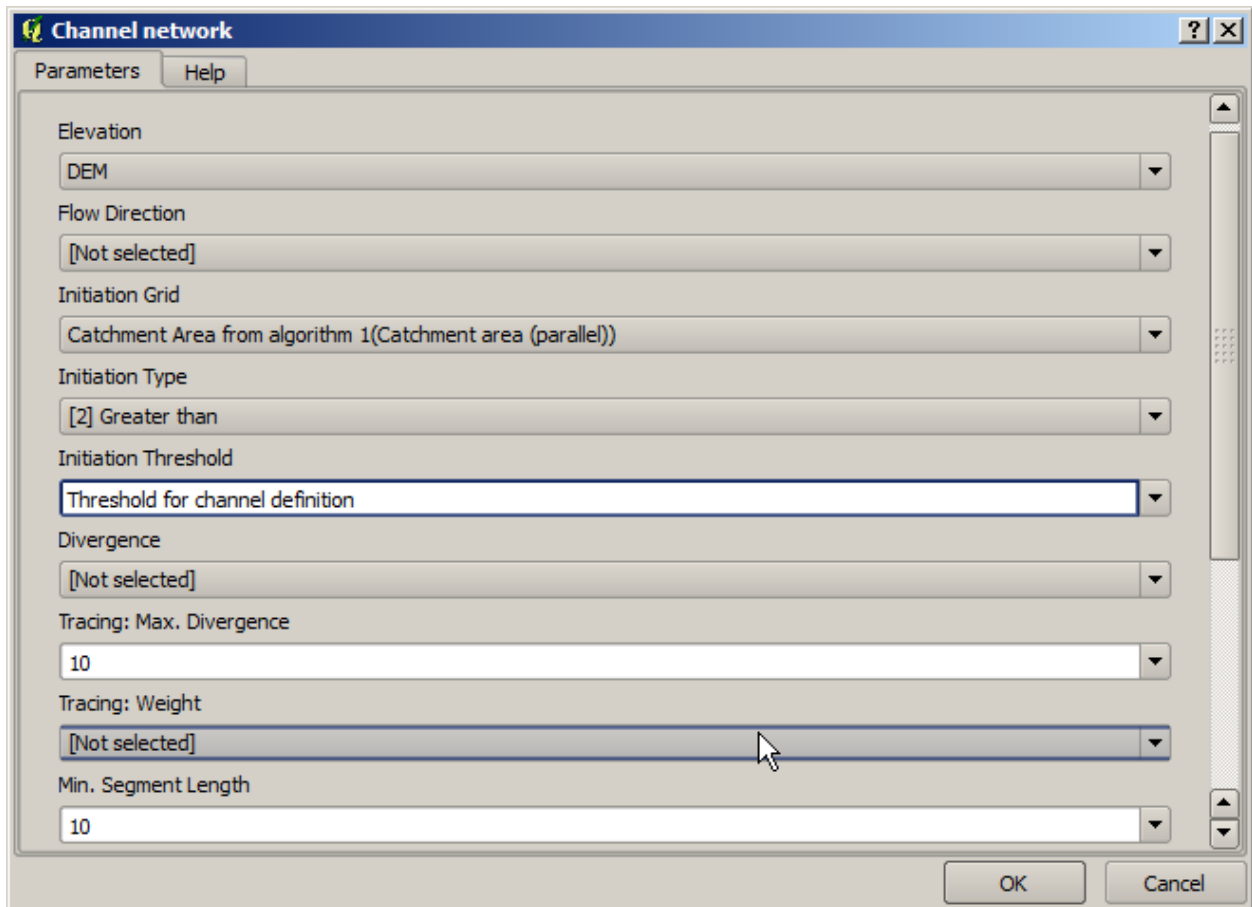 Channel network
Parameters Help
Elevation
DEM
Flow Direction
[Not selected]
Initiation Grid
Catchment Area from algorithm 1(Catchment area (parallel))
Initiation Type
[2] Greater than
Initiation Threshold
Threshold for channel definition
Divergence
[Not selected]
Tracing: Max. Divergence
10
Tracing: Weight
[Not selected]
Min. Segment Length
10
OK Cancel